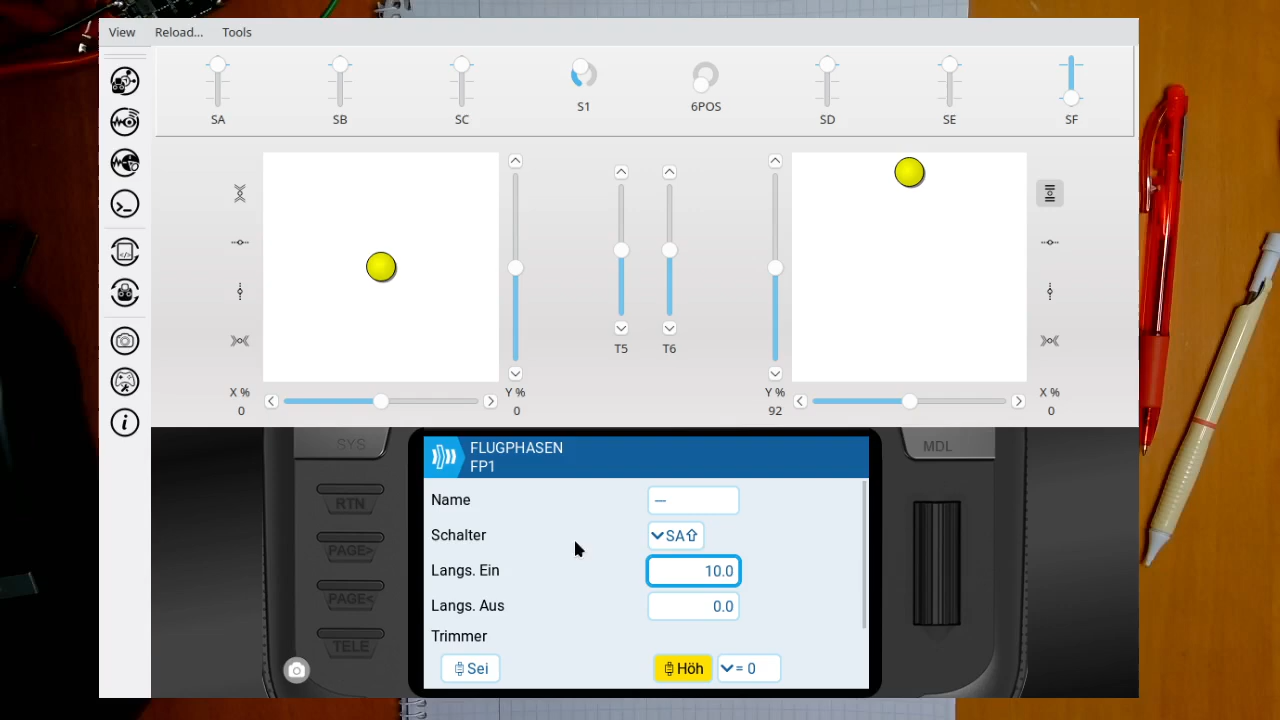 View Reload... Tools
SA SB SC S1 6POS SD SE SF
T5 T6
X % Y % Y % X %
0 0 92 0
SYS MDL
RTN
PAGE>
PAGE<
TELE
FLUGPHASEN
FP1
Name —
Schalter SA⇧
Langs. Ein 10.0
Langs. Aus 0.0
Trimmer
Sei Höh = 0